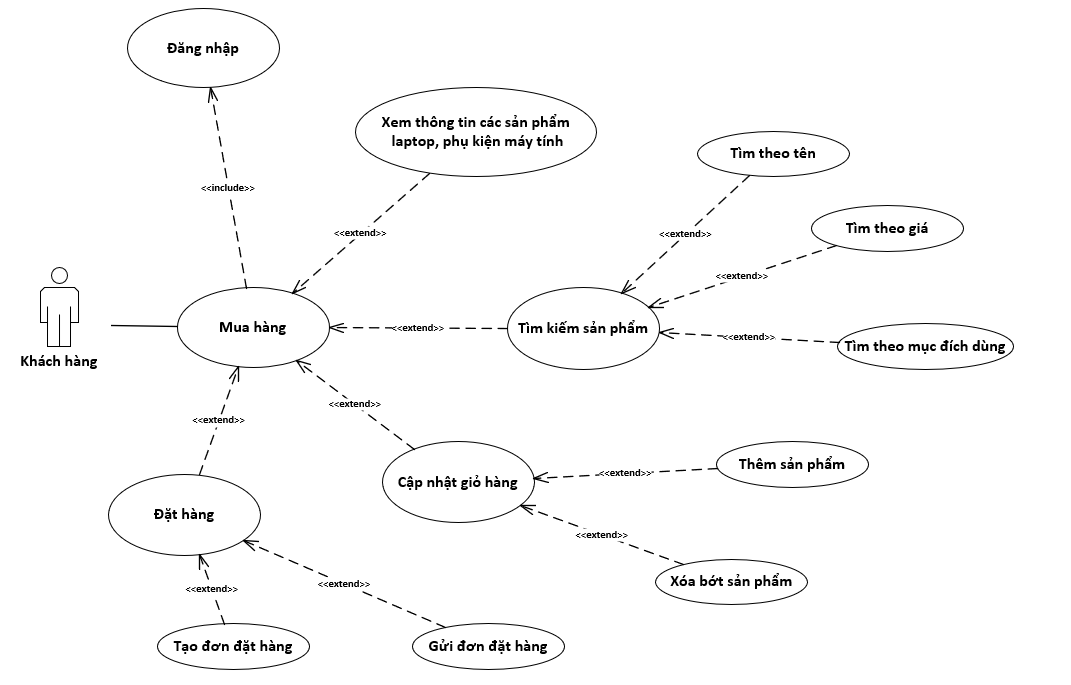 Đăng nhập
Xem thông tin các sản phẩm
laptop, phụ kiện máy tính
Tìm theo tên
<<include>>
Tìm theo giá
<<extend>>
<<extend>>
<<extend>>
Mua hàng
<<extend>>
Tìm kiếm sản phẩm
<<extend>>
Tìm theo mục đích dùng
Khách hàng
<<extend>>
<<extend>>
Cập nhật giỏ hàng
<<extend>>
Thêm sản phẩm
Đặt hàng
<<extend>>
Xóa bớt sản phẩm
<<extend>>
<<extend>>
Tạo đơn đặt hàng
Gửi đơn đặt hàng